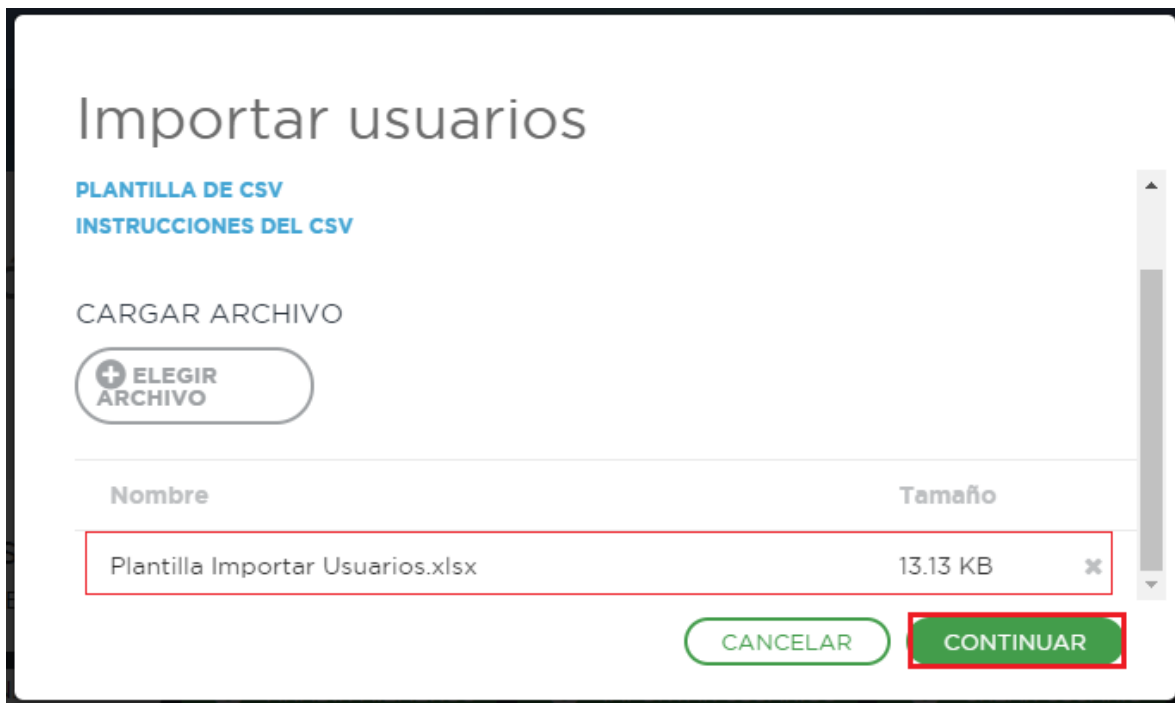 Importar usuarios
PLANTILLA DE CSV
INSTRUCCIONES DEL CSV
CARGAR ARCHIVO
ELEGIR
ARCHIVO
Nombre Tamaño
Plantilla Importar Usuarios.xlsx 13.13 KB
CANCELAR CONTINUAR